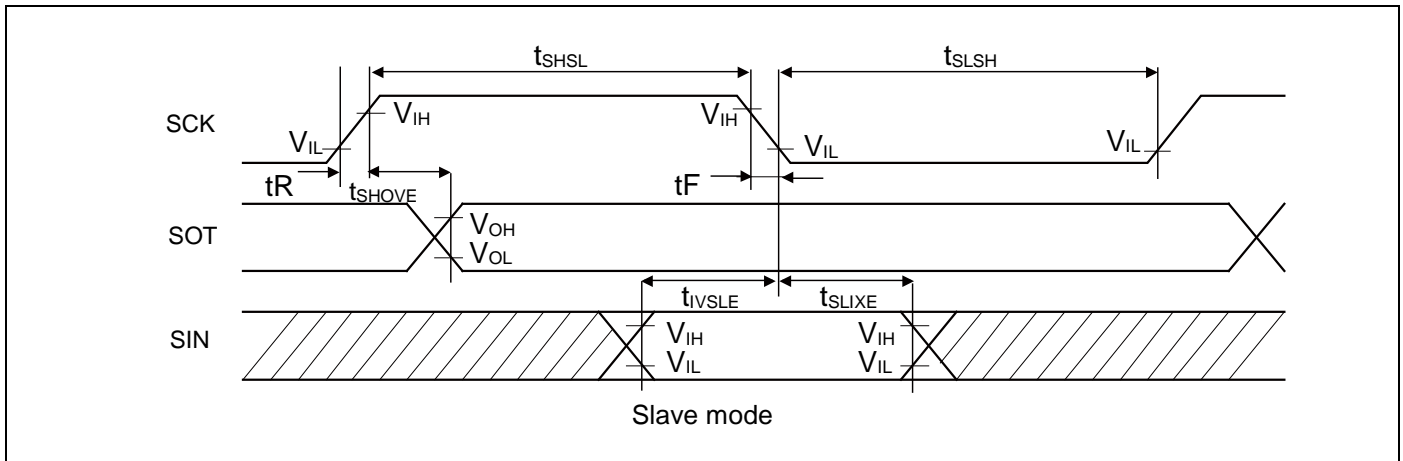 tSHSL
tSLSH
SCK
VIH
VIH
VIL
VIL
VIL
tR
tSHOVE
tF
SOT
VOH
VOL
tIVSLE
tSLIXE
SIN
VIH
VIH
VIL
VIL
Slave mode